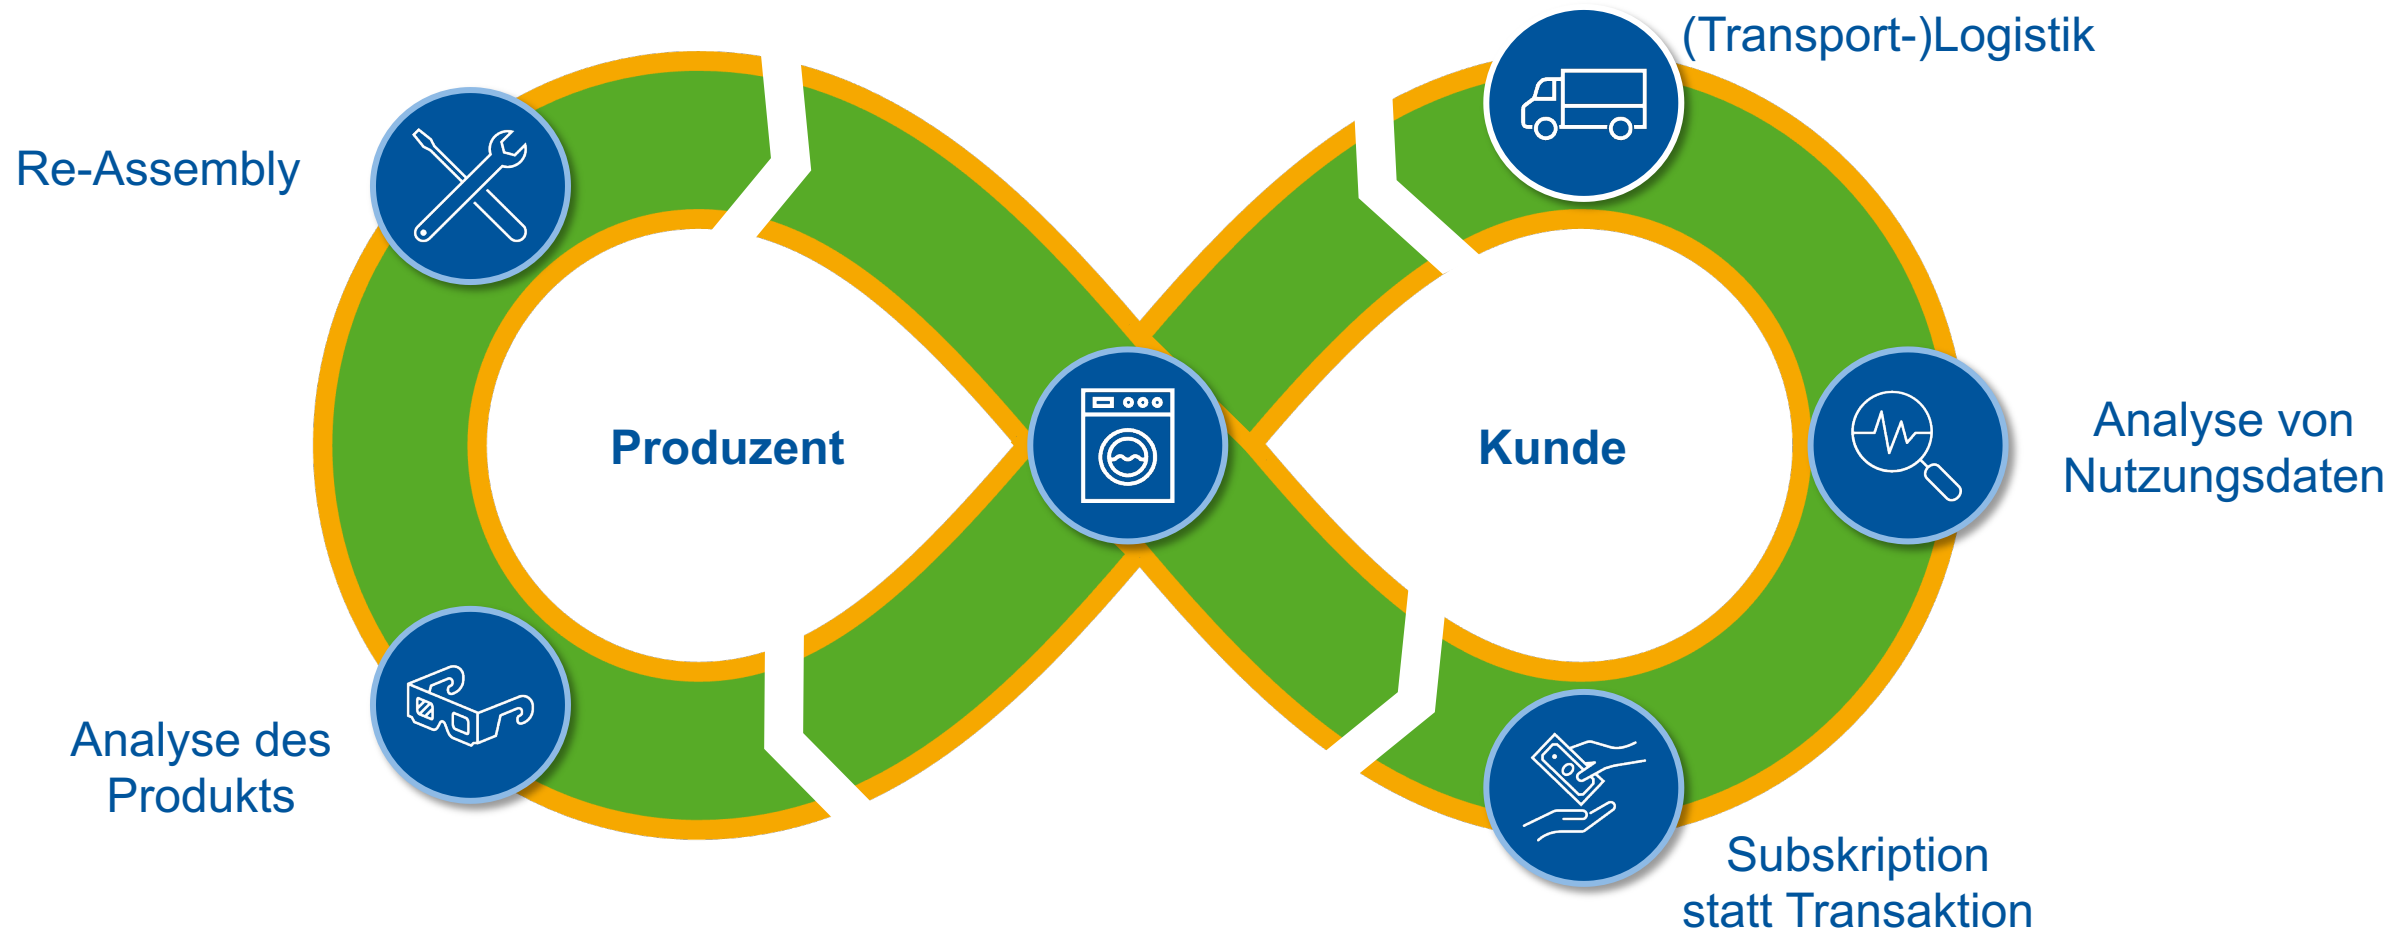 (Transport-)Logistik
Re-Assembly
Produzent
Kunde
Analyse von
Nutzungsdaten
Analyse des
Produkts
Subskription
statt Transaktion